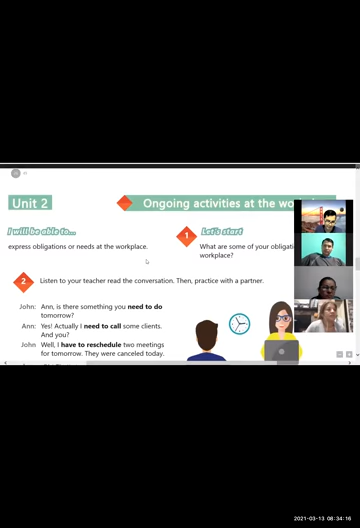 Unit 2
Ongoing activities at the wo
I will be able to...
express obligations or needs at the workplace.
1
Let's start
What are some of your obligati
workplace?
2
Listen to your teacher read the conversation. Then, practice with a partner.
John: Ann, is there something you need to do
tomorrow?
Ann: Yes! Actually I need to call some clients.
And you?
John Well, I have to reschedule two meetings
for tomorrow. They were canceled today.
2021-03-13 08:34:16